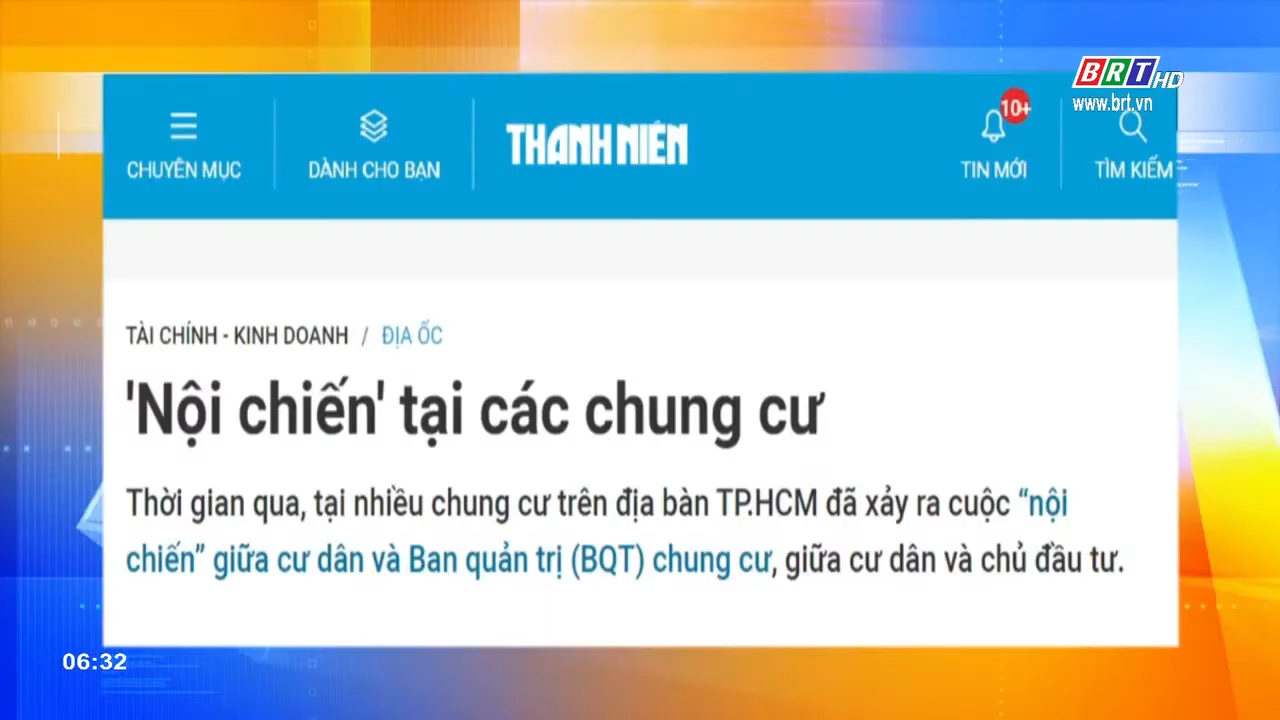 BRT HD
www.brt.vn
10+
CHUYÊN MỤC
DÀNH CHO BẠN
THANH NIÊN
TIN MỚI
TÌM KIẾM
TÀI CHÍNH - KINH DOANH / ĐỊA ỐC
'Nội chiến' tại các chung cư
Thời gian qua, tại nhiều chung cư trên địa bàn TP.HCM đã xảy ra cuộc “nội
chiến” giữa cư dân và Ban quản trị (BQT) chung cư, giữa cư dân và chủ đầu tư.
06:32